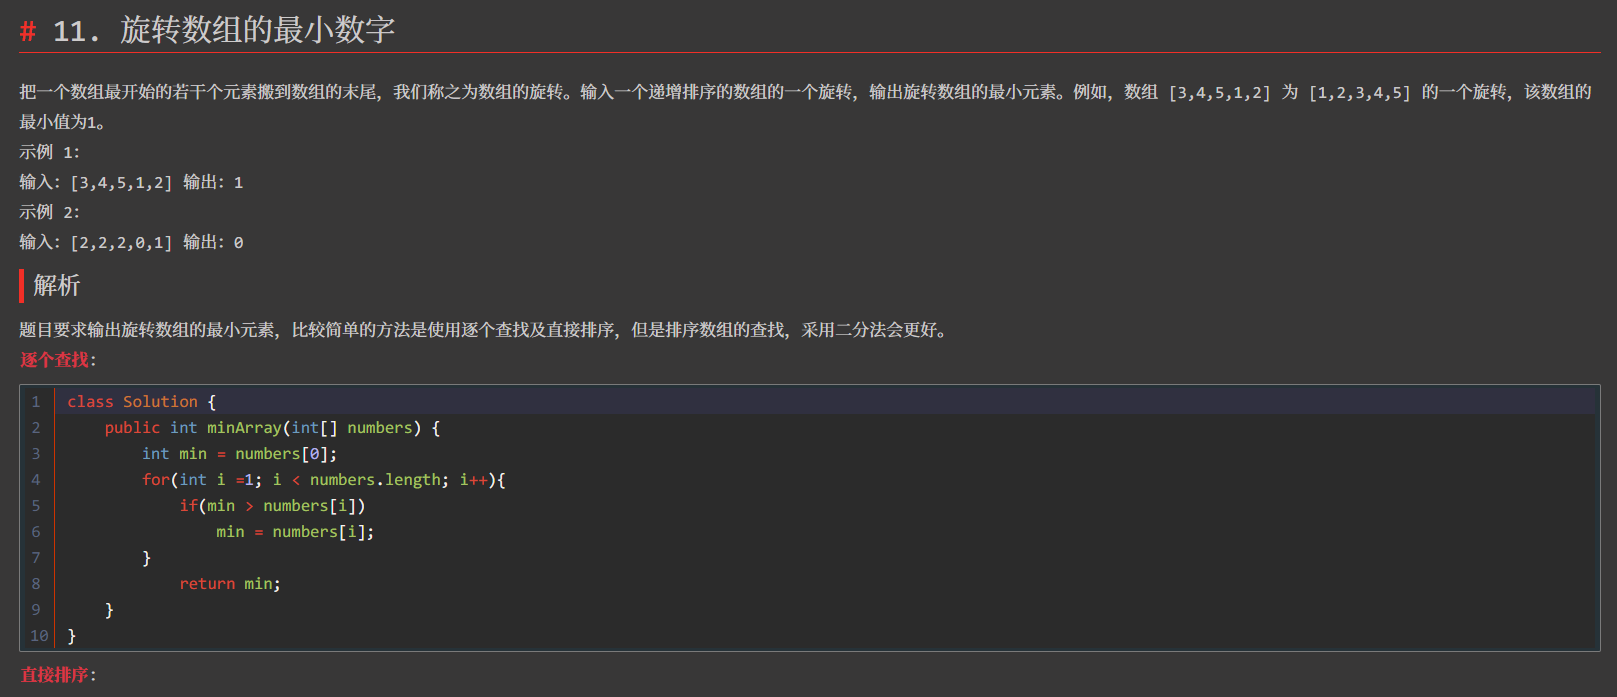 # 11. 旋转数组的最小数字
把一个数组最开始的若干个元素搬到数组的末尾，我们称之为数组的旋转。输入一个递增排序的数组的一个旋转，输出旋转数组的最小元素。例如，数组 [3,4,5,1,2] 为 [1,2,3,4,5] 的一个旋转，该数组的
最小值为1。
示例 1：
输入：[3,4,5,1,2] 输出：1
示例 2：
输入：[2,2,2,0,1] 输出：0
解析
题目要求输出旋转数组的最小元素，比较简单的方法是使用逐个查找及直接排序，但是排序数组的查找，采用二分法会更好。
逐个查找：
1 class Solution {
2     public int minArray(int[] numbers) {
3         int min = numbers[0];
4         for(int i =1; i < numbers.length; i++){
5             if(min > numbers[i])
6                 min = numbers[i];
7         }
8             return min;
9     }
10 }
直接排序：